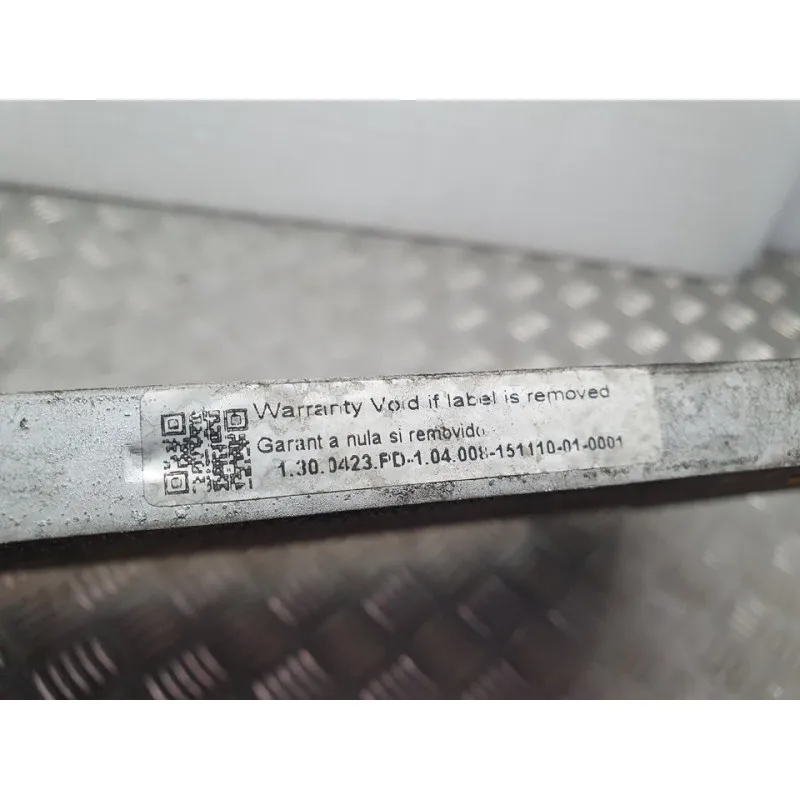 Warranty Void if label is removed
Garant a nula si removido
1.30.0423.PD-1.04.008-151110-01-0001